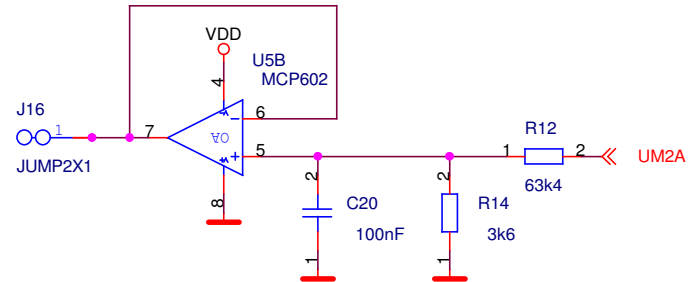 VDD
U5B
MCP602
4
J16
1
7
6
OA
5
JUMP2X1
8
R12
1
2
UM2A
63k4
2
C20
100nF
1
2
R14
3k6
1